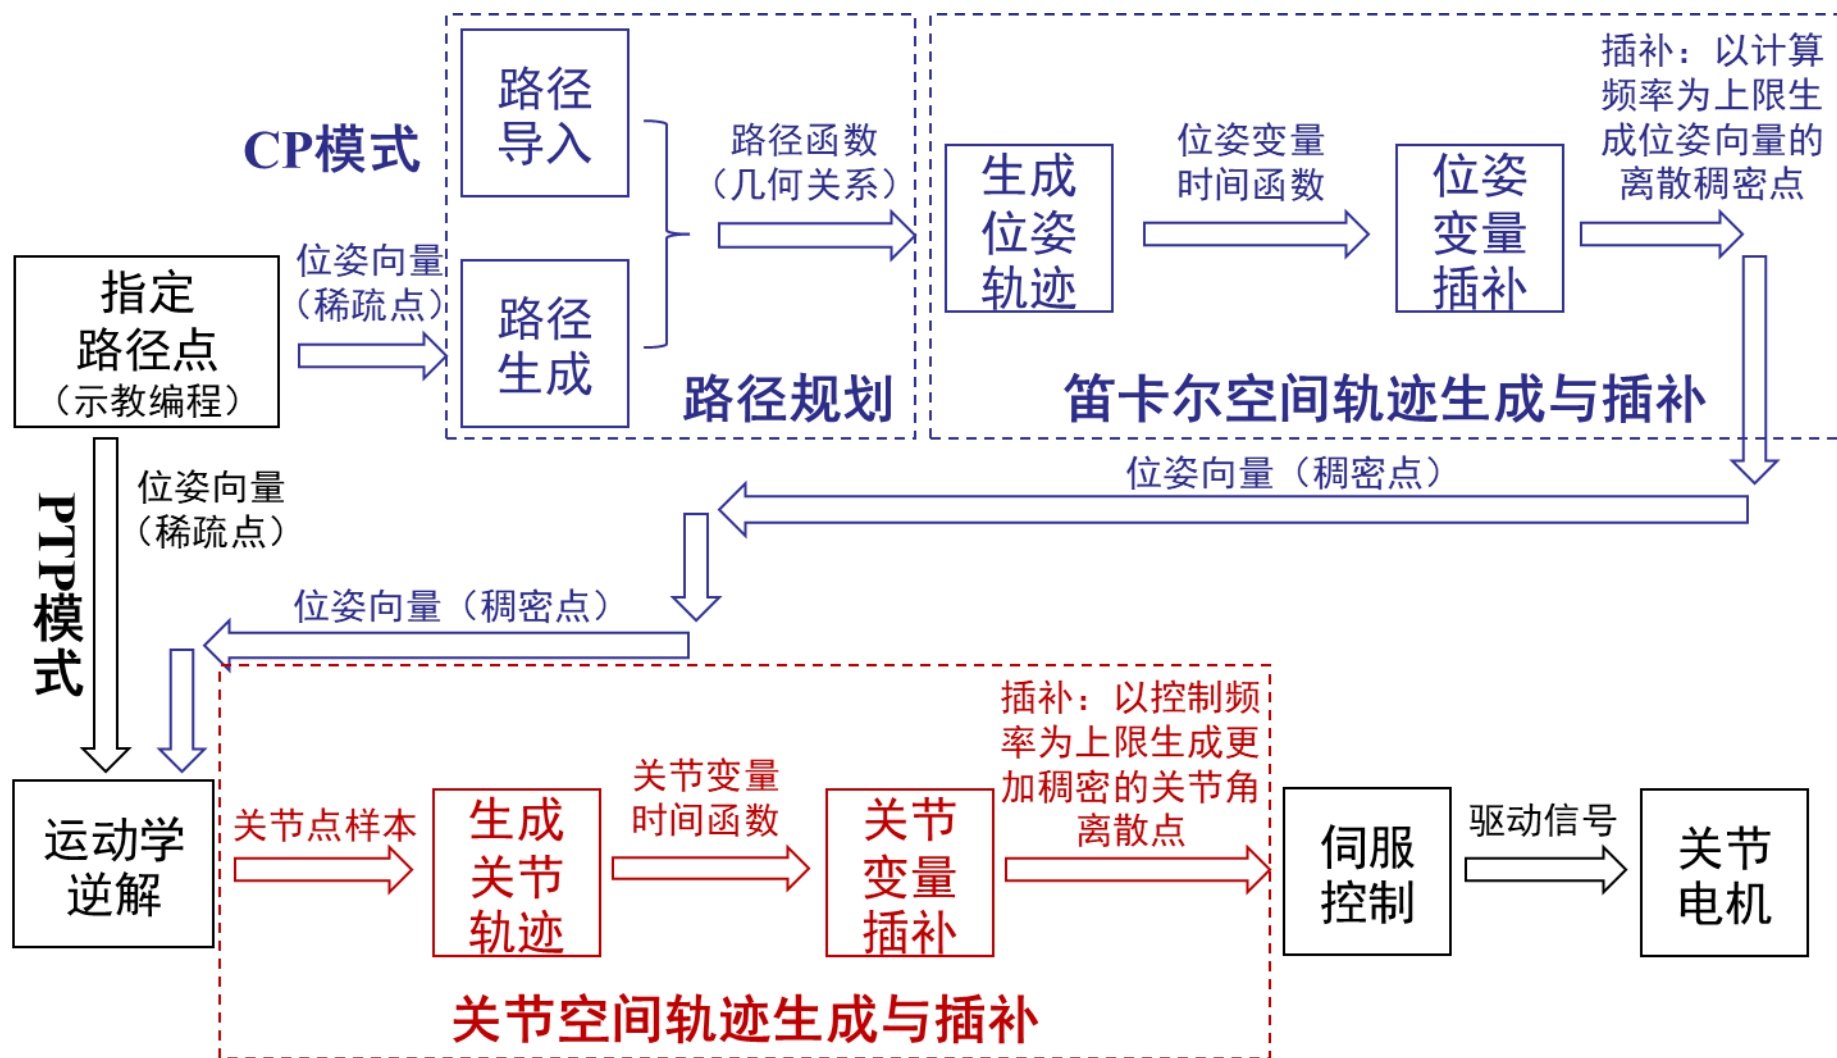 CP模式
路径
导入
路径
生成
路径函数
（几何关系）
路径规划
生成
位姿
轨迹
位姿变量
时间函数
位姿
变量
插补
插补：以计算
频率为上限生
成位姿向量的
离散稠密点
笛卡尔空间轨迹生成与插补
指定
路径点
（示教编程）
位姿向量
（稀疏点）
PTP模式
位姿向量
（稀疏点）
位姿向量（稠密点）
位姿向量（稠密点）
运动学
逆解
关节点样本
生成
关节
轨迹
关节变量
时间函数
关节
变量
插补
插补：以控制频
率为上限生成更
加稠密的关节角
离散点
关节空间轨迹生成与插补
伺服
控制
驱动信号
关节
电机